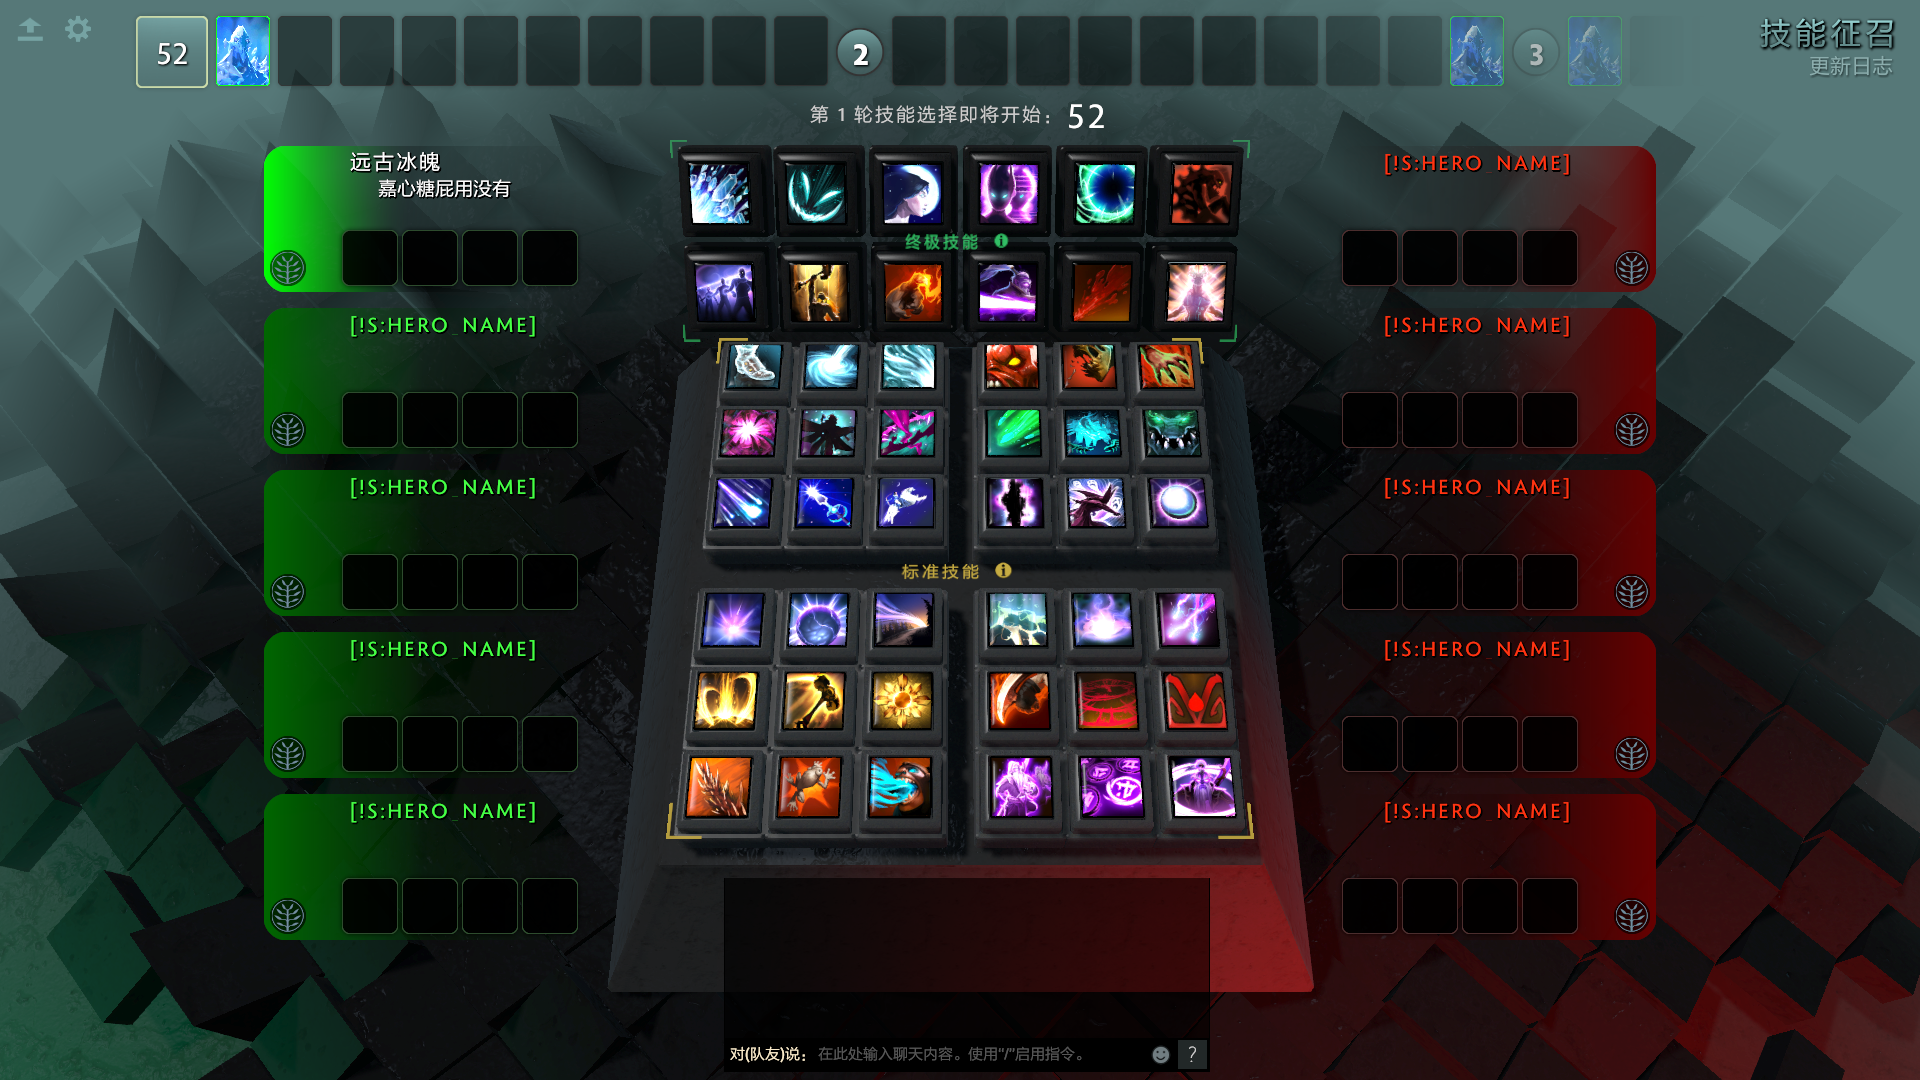 52
2
3
技能征召
更新日志
第 1 轮技能选择即将开始： 52
远古冰魄
嘉心糖屁用没有
[!S:HERO_NAME]
[!S:HERO_NAME]
[!S:HERO_NAME]
[!S:HERO_NAME]
终极技能
标准技能
[!S:HERO_NAME]
[!S:HERO_NAME]
[!S:HERO_NAME]
[!S:HERO_NAME]
[!S:HERO_NAME]
对(队友)说： 在此处输入聊天内容。使用“/”启用指令。
?